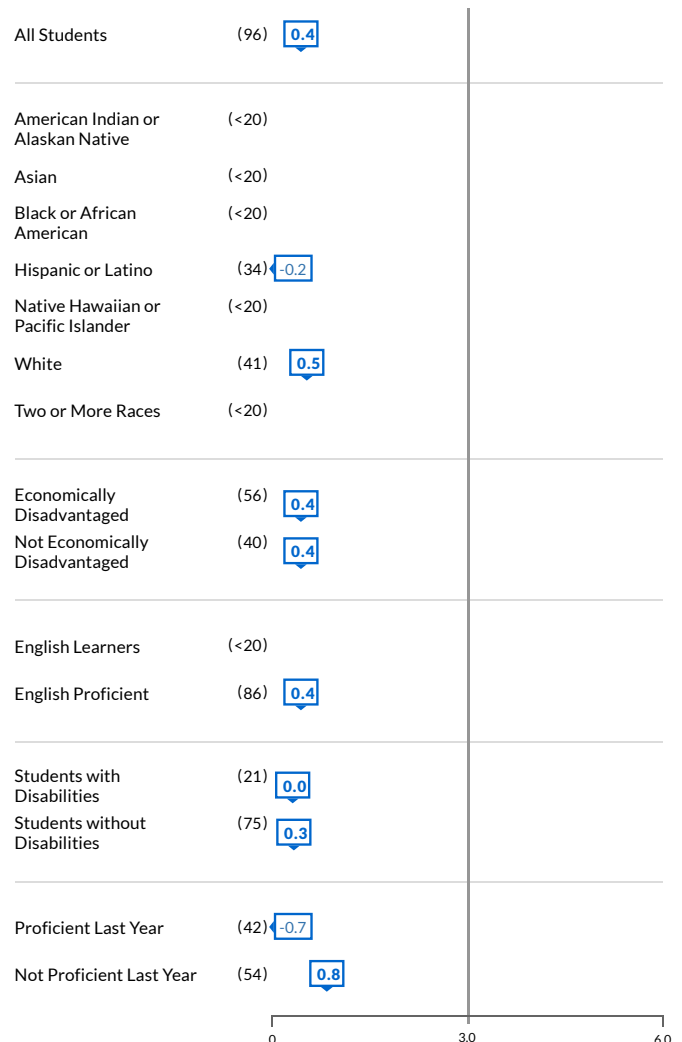 All Students (96) 0.4
American Indian or (<20)
Alaskan Native
Asian (<20)
Black or African (<20)
American
Hispanic or Latino (34) -0.2
Native Hawaiian or (<20)
Pacific Islander
White (41) 0.5
Two or More Races (<20)
Economically (56) 0.4
Disadvantaged
Not Economically (40) 0.4
Disadvantaged
English Learners (<20)
English Proficient (86) 0.4
Students with (21) 0.0
Disabilities
Students without (75) 0.3
Disabilities
Proficient Last Year (42) -0.7
Not Proficient Last Year (54) 0.8
0 3.0 6.0